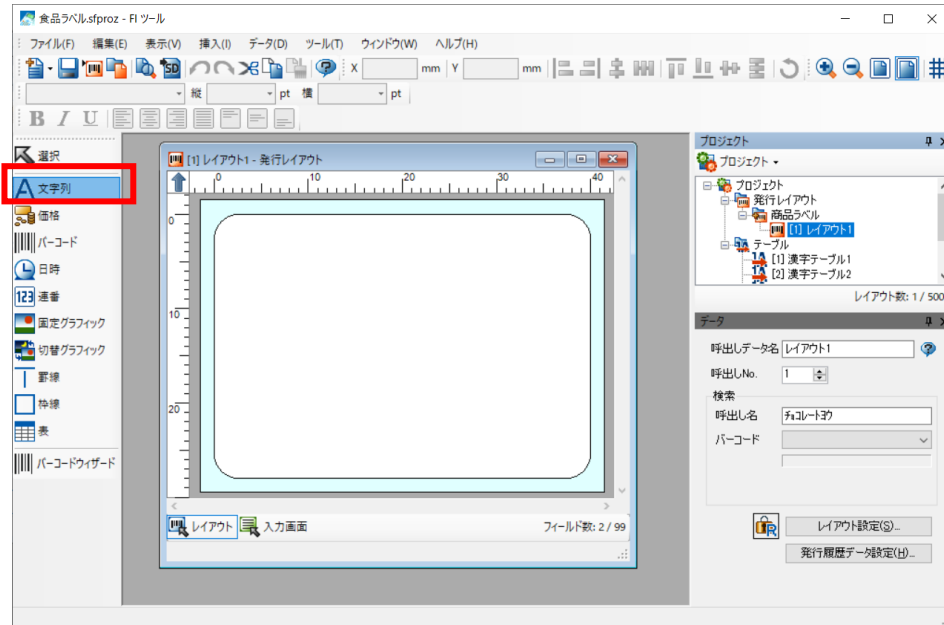 食品ラベル.sfproz - FI ツール
ファイル(F) 編集(E) 表示(V) 挿入(I) データ(D) ツール(T) ウィンドウ(W) ヘルプ(H)
SD X mm Y mm
縦 pt 横 pt
B I U
選択
A 文字列
価格
バーコード
日時
123 連番
固定グラフィック
切替グラフィック
罫線
枠線
表
バーコードウィザード
[1] レイアウト1 - 発行レイアウト
0 10 20 30 40
0
10
20
レイアウト 入力画面 フィールド数: 2 / 99
プロジェクト
プロジェクト
プロジェクト
発行レイアウト
商品ラベル
[1] レイアウト1
テーブル
[1] 漢字テーブル1
[2] 漢字テーブル2
レイアウト数: 1 / 500
データ
呼出しデータ名 レイアウト1
呼出しNo. 1
検索
呼出し名 ﾁｮｺﾚｰﾄﾖｳ
バーコード
R レイアウト設定(S)...
発行履歴データ設定(H)...